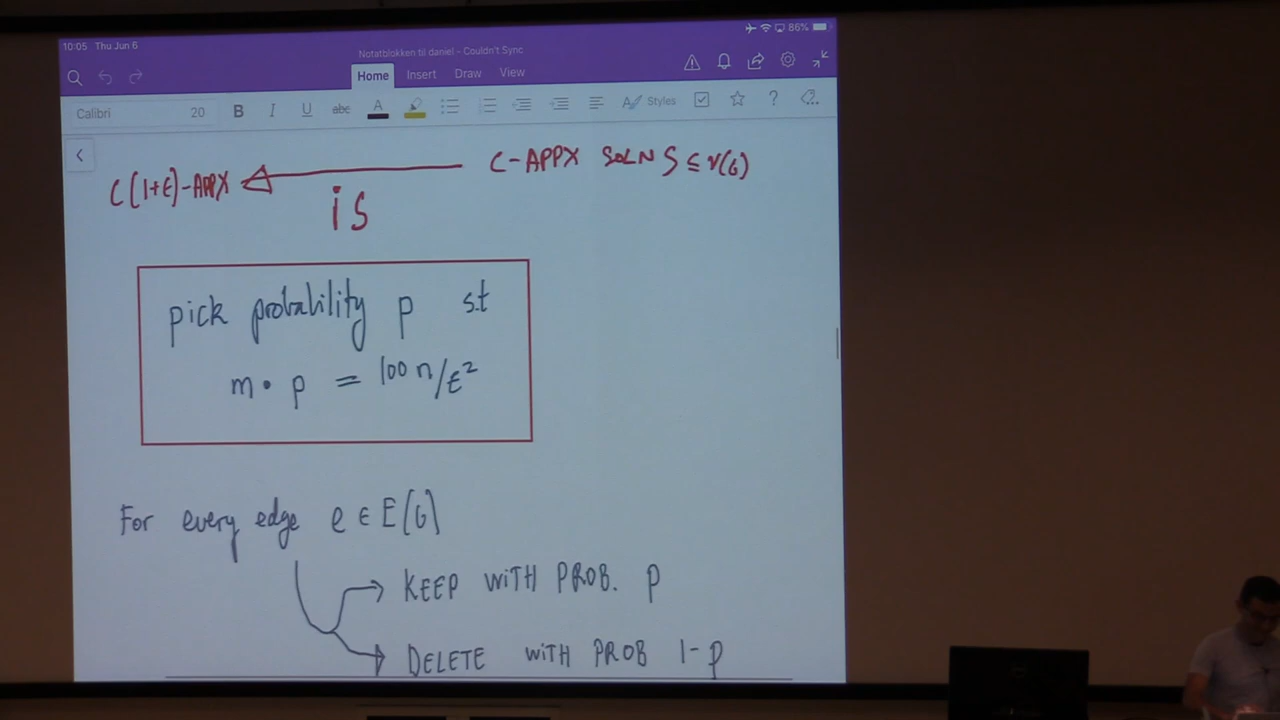 10:05 Thu Jun 6
86%
Notatblokken til daniel - Couldn't Sync
Home Insert Draw View
Calibri 20 B I U abc A Styles ?
C(1+ε)-APPX
C-APPX SOLN S ⊆ V(G)
is
pick probability p s.t
m · p = 100 n/ε²
For every edge e ∈ E(G)
KEEP WITH PROB. p
DELETE WITH PROB 1-p